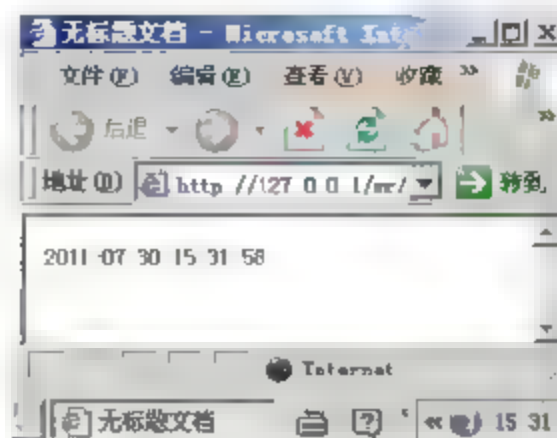 无标题文档 - Microsoft Int
文件(F) 编辑(E) 查看(V) 收藏 »
后退 »
地址(D) http //127 0 0 1/mr/ 转到
2011-07 30 15 31 58
Internet
无标题文档 « 15 31